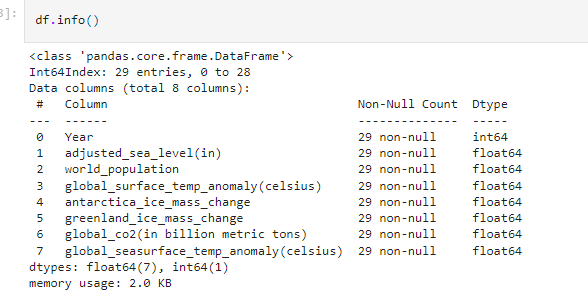 3]:
df.info()
<class 'pandas.core.frame.DataFrame'>
Int64Index: 29 entries, 0 to 28
Data columns (total 8 columns):
 #   Column                                 Non-Null Count  Dtype
---  ------                                 --------------  -----
 0   Year                                   29 non-null     int64
 1   adjusted_sea_level(in)                 29 non-null     float64
 2   world_population                       29 non-null     float64
 3   global_surface_temp_anomaly(celsius)   29 non-null     float64
 4   antarctica_ice_mass_change             29 non-null     float64
 5   greenland_ice_mass_change              29 non-null     float64
 6   global_co2(in billion metric tons)     29 non-null     float64
 7   global_seasurface_temp_anomaly(celsius)  29 non-null     float64
dtypes: float64(7), int64(1)
memory usage: 2.0 KB